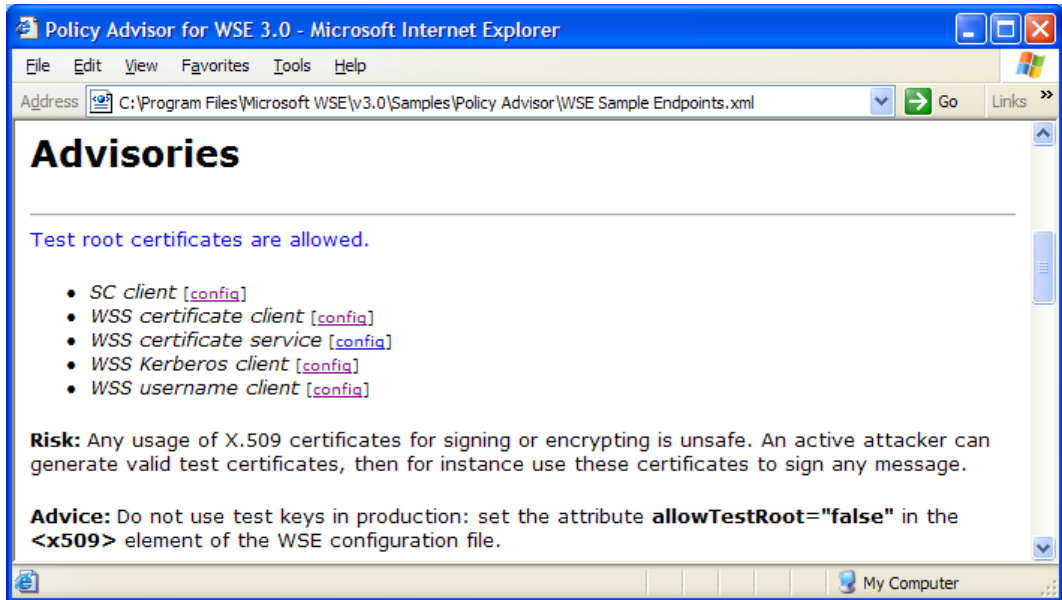 Policy Advisor for WSE 3.0 - Microsoft Internet Explorer
File Edit View Favorites Tools Help
Address C:\Program Files\Microsoft WSE\v3.0\Samples\Policy Advisor\WSE Sample Endpoints.xml Go Links »
Advisories
Test root certificates are allowed.
• SC client [config]
• WSS certificate client [config]
• WSS certificate service [config]
• WSS Kerberos client [config]
• WSS username client [config]
Risk: Any usage of X.509 certificates for signing or encrypting is unsafe. An active attacker can
generate valid test certificates, then for instance use these certificates to sign any message.
Advice: Do not use test keys in production: set the attribute allowTestRoot="false" in the
<x509> element of the WSE configuration file.
My Computer